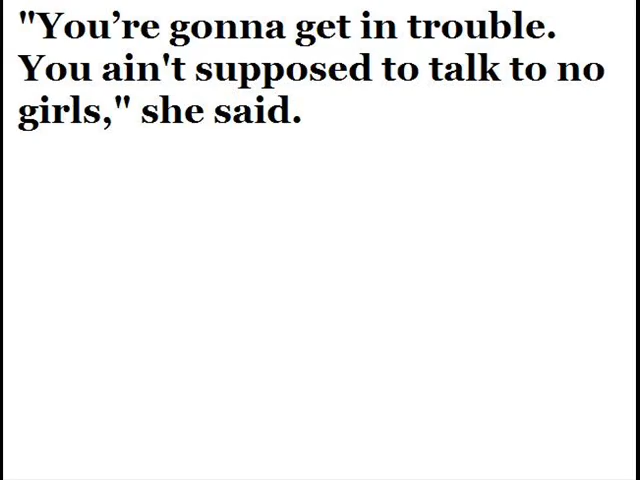 "You’re gonna get in trouble.
You ain't supposed to talk to no
girls," she said.